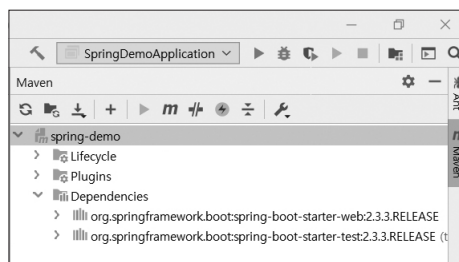 SpringDemoApplication
Maven
Ant
m
spring-demo
Maven
Lifecycle
Plugins
Dependencies
org.springframework.boot:spring-boot-starter-web:2.3.3.RELEASE
org.springframework.boot:spring-boot-starter-test:2.3.3.RELEASE (t